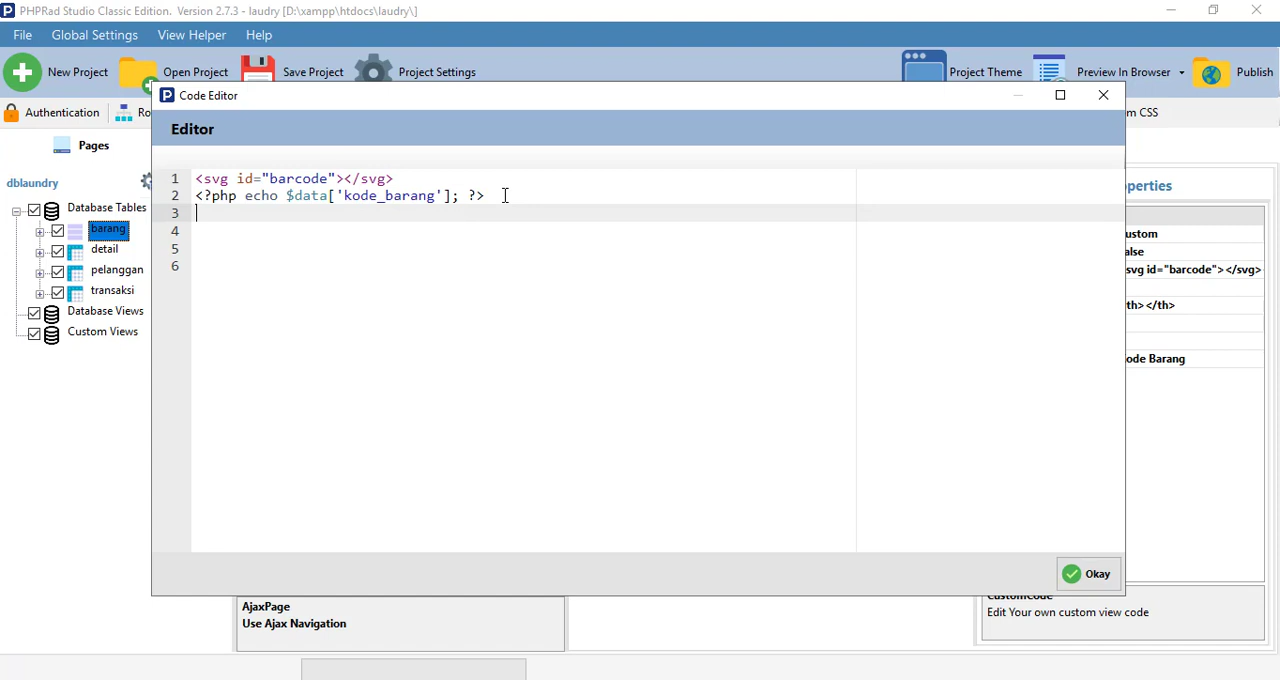 PHPRad Studio Classic Edition. Version 2.7.3 - laudry [D:\xampp\htdocs\laudry\]
File Global Settings View Helper Help
New Project Open Project Save Project Project Settings Project Theme Preview In Browser Publish
Authentication Ro m CSS
Code Editor
Editor
Pages
dblaundry
Database Tables
barang
detail
pelanggan
transaksi
Database Views
Custom Views
1 <svg id="barcode"></svg>
2 <?php echo $data['kode_barang']; ?>
3
4
5
6
operties
ustom
alse
svg id="barcode"></svg>
th></th>
ode Barang
Okay
AjaxPage
Use Ajax Navigation
CustomCode
Edit Your own custom view code